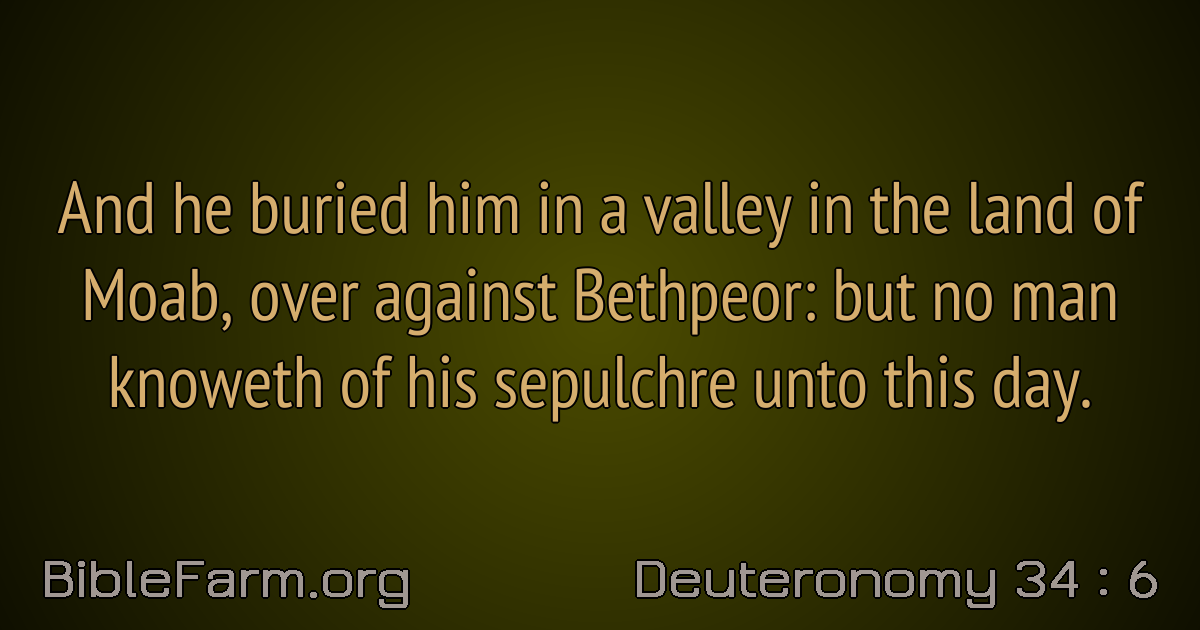 And he buried him in a valley in the land of
Moab, over against Bethpeor: but no man
knoweth of his sepulchre unto this day.
BibleFarm.org
Deuteronomy 34 : 6